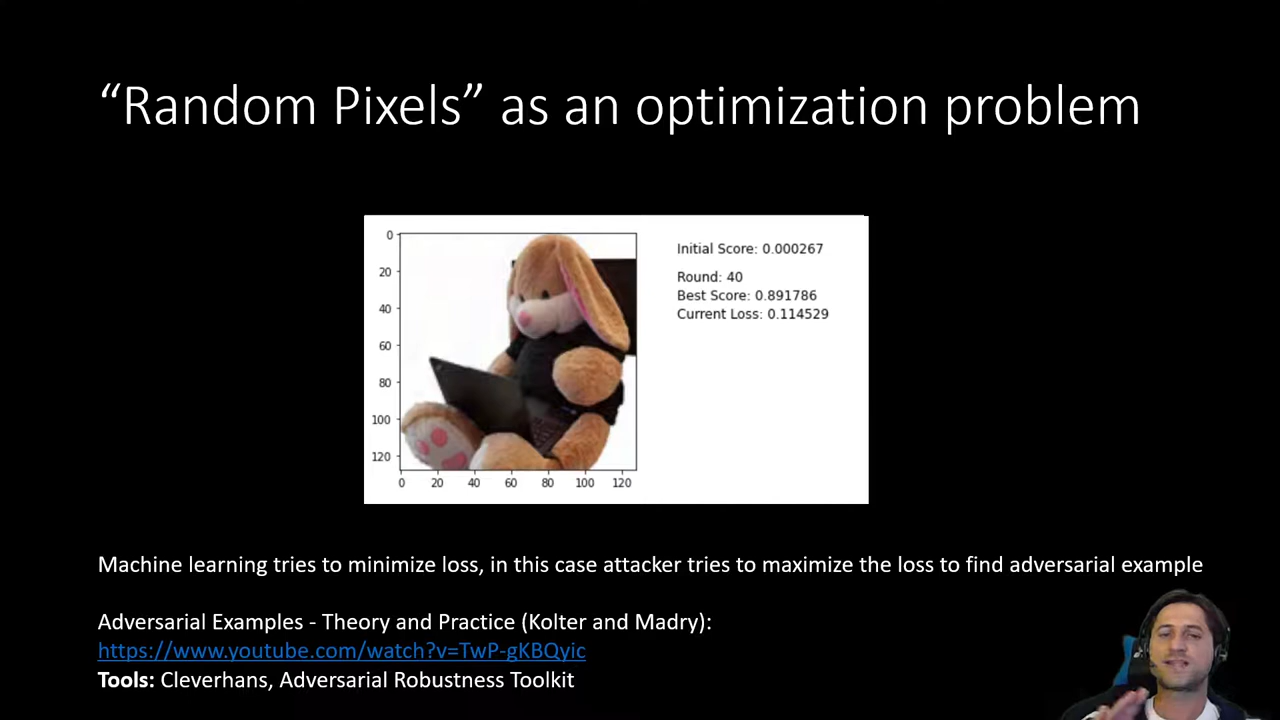 “Random Pixels” as an optimization problem
Initial Score: 0.000267
Round: 40
Best Score: 0.891786
Current Loss: 0.114529
0
20
40
60
80
100
120
0 20 40 60 80 100 120
Machine learning tries to minimize loss, in this case attacker tries to maximize the loss to find adversarial example
Adversarial Examples - Theory and Practice (Kolter and Madry):
https://www.youtube.com/watch?v=TwP-gKBQyic
Tools: Cleverhans, Adversarial Robustness Toolkit